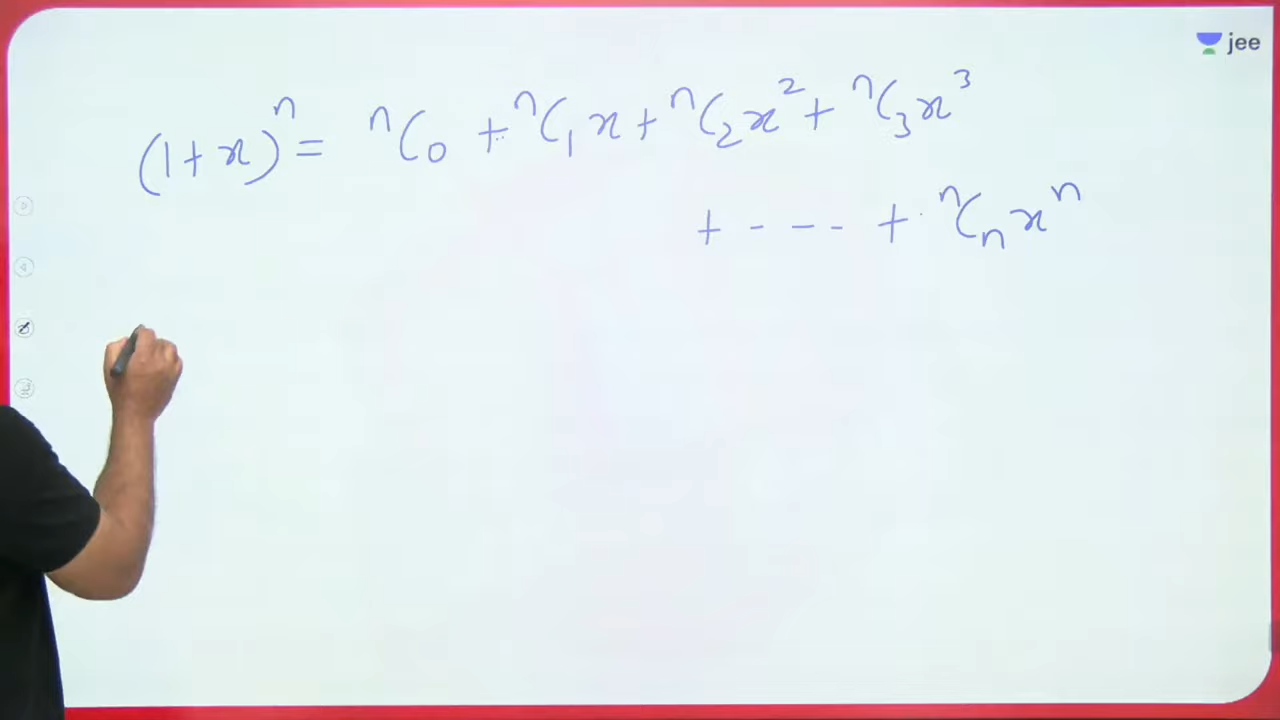 jee
(1+x)^n = ^nC_0 + ^nC_1 x + ^nC_2 x^2 + ^nC_3 x^3
+ - - - - + ^nC_n x^n